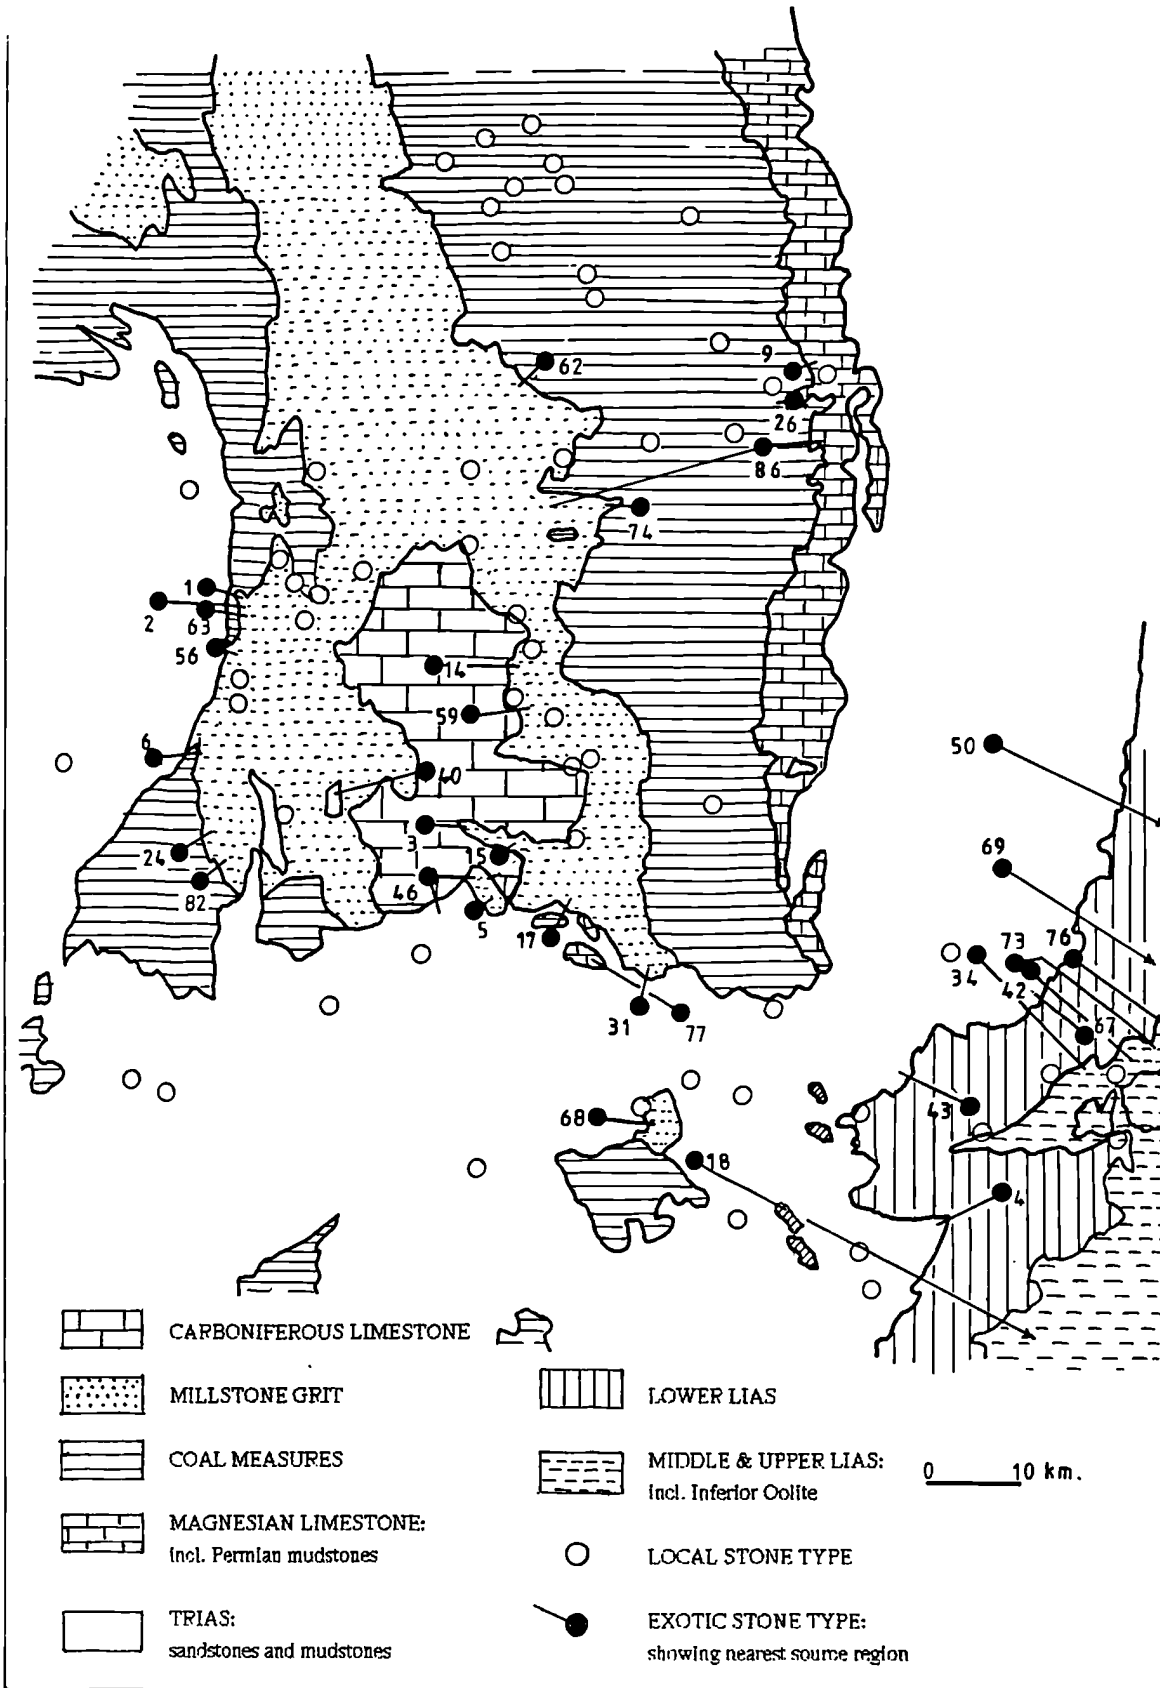 62
9
26
86
74
1
2
63
56
14
59
6
50
40
3
24
15
69
82
46
5
17
73
76
34
42
31
77
67
68
43
18
4
CARBONIFEROUS LIMESTONE
MILLSTONE GRIT
LOWER LIAS
COAL MEASURES
MIDDLE & UPPER LIAS:
incl. Inferior Oolite
0 10 km.
MAGNESIAN LIMESTONE:
incl. Permian mudstones
LOCAL STONE TYPE
TRIAS:
sandstones and mudstones
EXOTIC STONE TYPE:
showing nearest source region